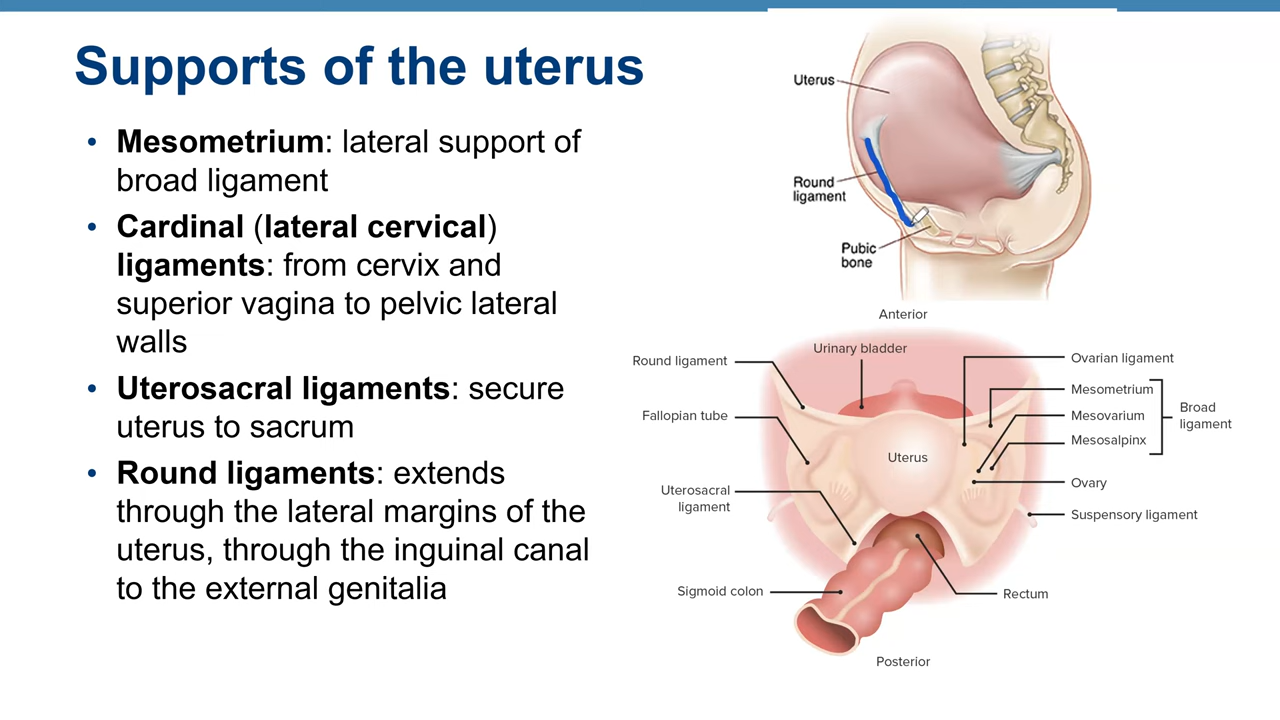 Supports of the uterus
• Mesometrium: lateral support of
broad ligament
• Cardinal (lateral cervical)
ligaments: from cervix and
superior vagina to pelvic lateral
walls
• Uterosacral ligaments: secure
uterus to sacrum
• Round ligaments: extends
through the lateral margins of the
uterus, through the inguinal canal
to the external genitalia
Uterus
Round
ligament
Pubic
bone
Anterior
Round ligament
Urinary bladder
Ovarian ligament
Mesometrium
Fallopian tube
Mesovarium
Broad
ligament
Mesosalpinx
Uterus
Ovary
Uterosacral
ligament
Suspensory ligament
Sigmoid colon
Rectum
Posterior